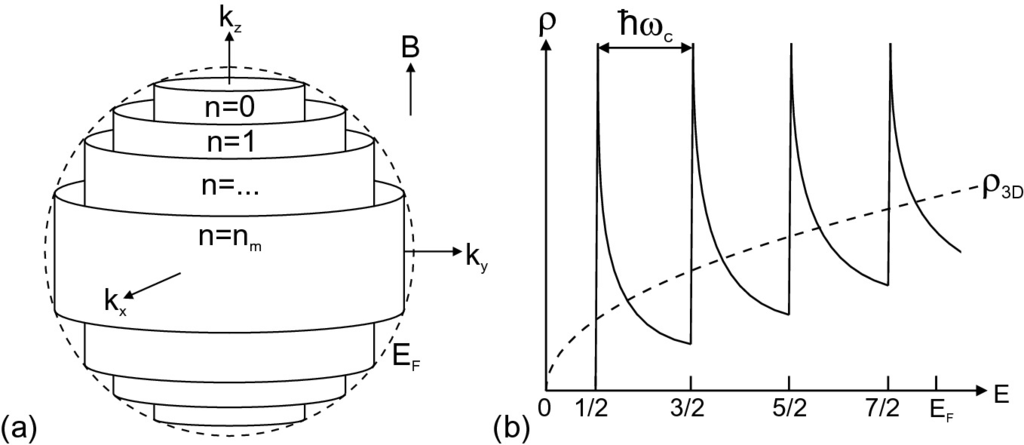 k_z
B
n=0
n=1
n=...
n=n_m
k_y
k_x
E_F
(a)
ρ
ħω_c
ρ_3D
0 1/2 3/2 5/2 7/2 E_F E
(b)